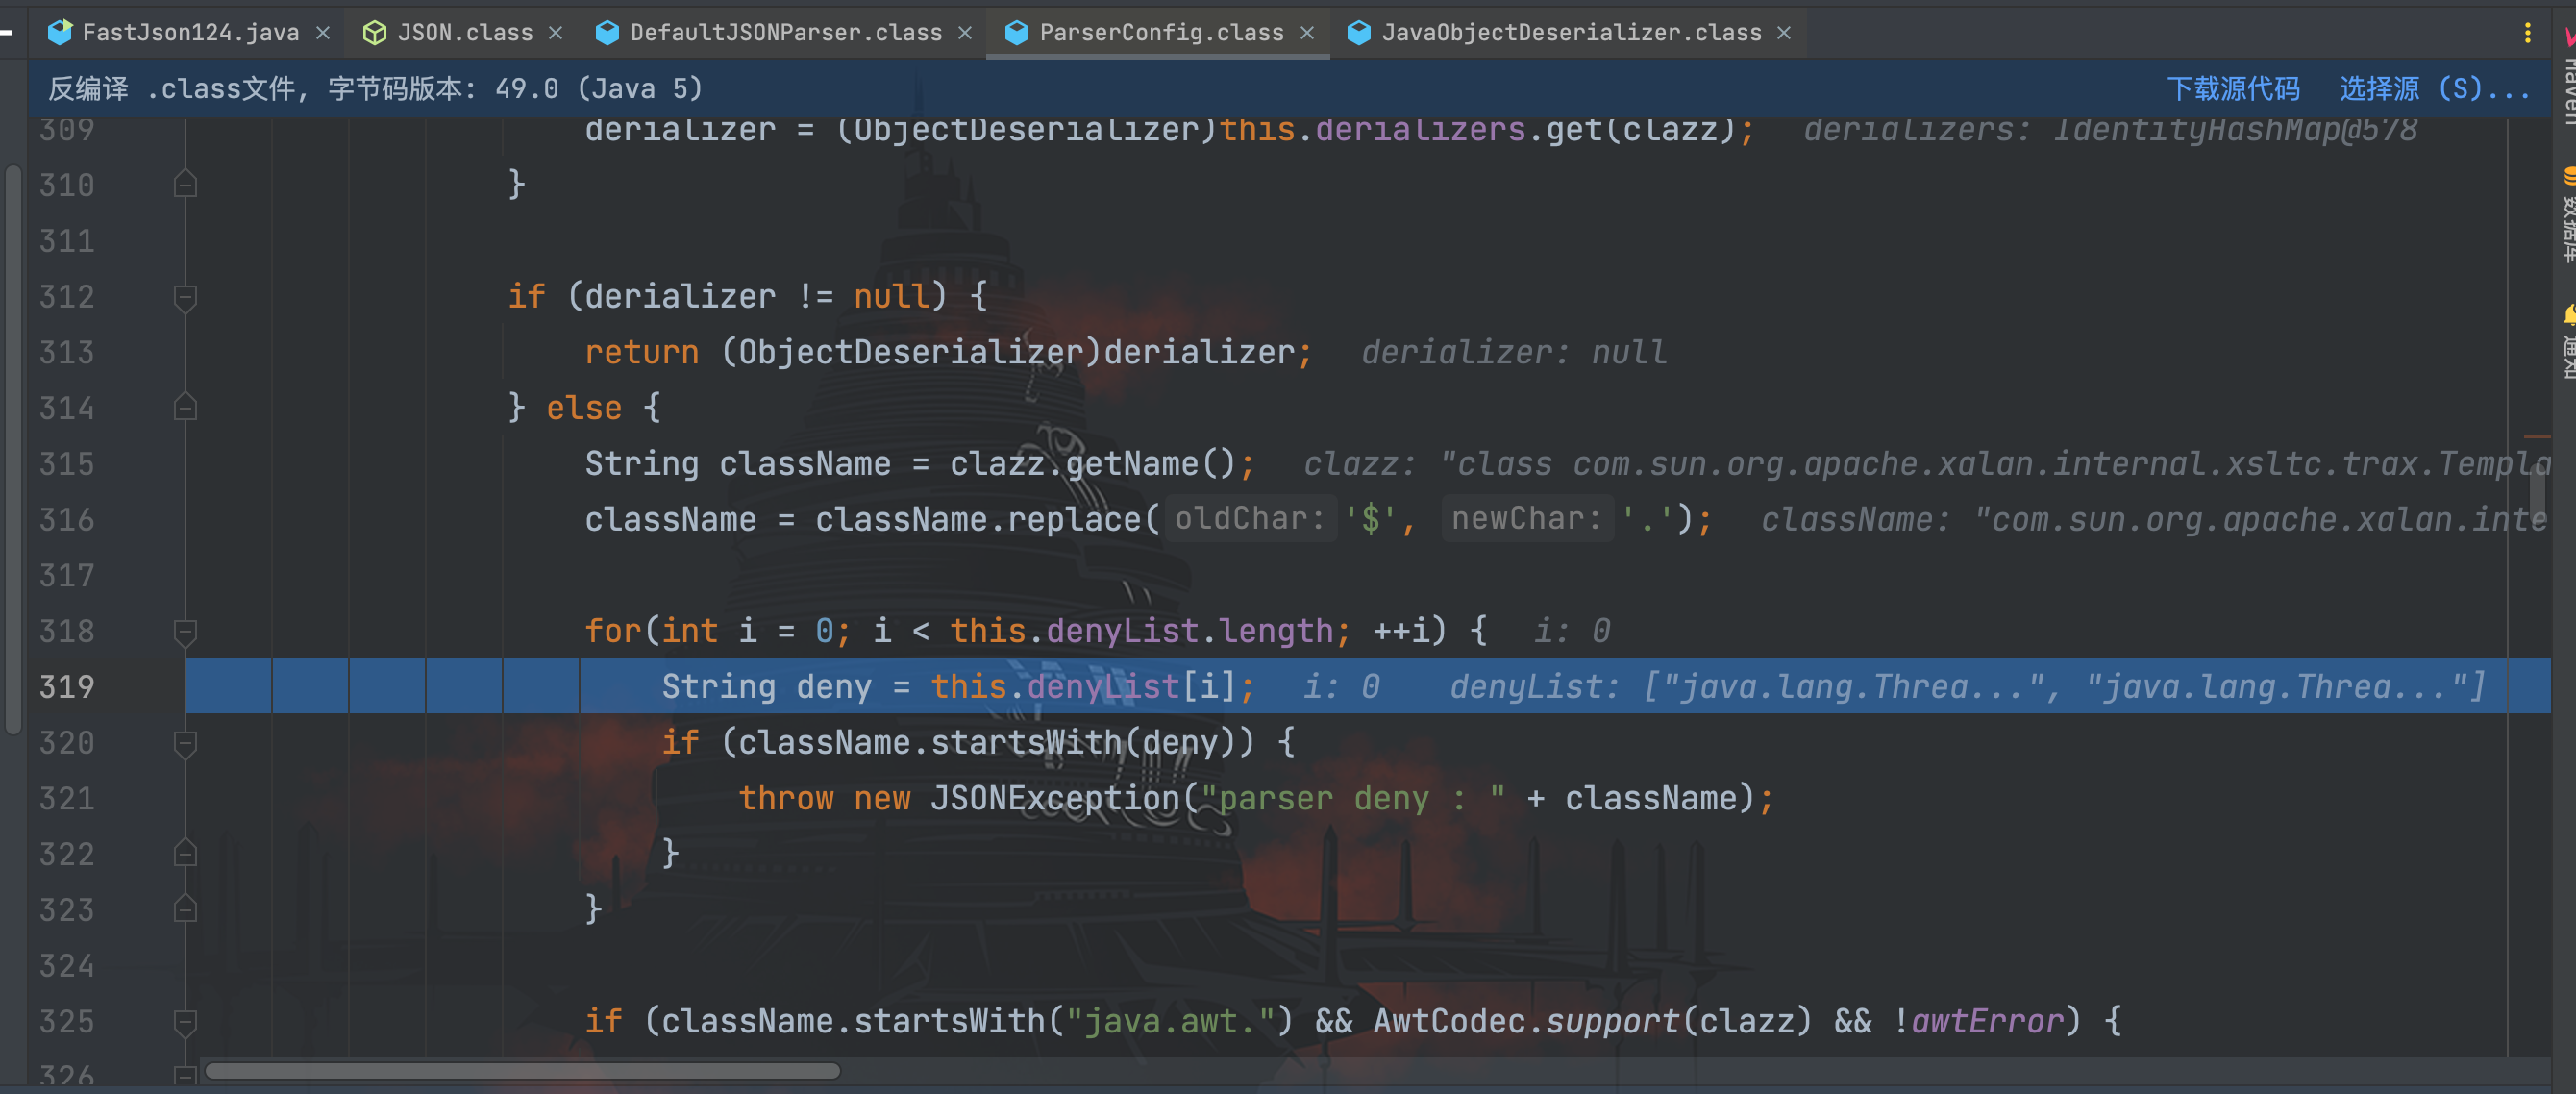 FastJson124.java × JSON.class × DefaultJSONParser.class × ParserConfig.class × JavaObjectDeserializer.class ×
反编译 .class文件, 字节码版本: 49.0 (Java 5) 下载源代码 选择源 (S)...
309 derializer = (ObjectDeserializer)this.derializers.get(clazz); derializers: IdentityHashMap@578
310 }
311
312 if (derializer != null) {
313 return (ObjectDeserializer)derializer; derializer: null
314 } else {
315 String className = clazz.getName(); clazz: "class com.sun.org.apache.xalan.internal.xsltc.trax.Templa
316 className = className.replace( oldChar: '$', newChar: '.'); className: "com.sun.org.apache.xalan.inte
317
318 for(int i = 0; i < this.denyList.length; ++i) { i: 0
319 String deny = this.denyList[i]; i: 0 denyList: ["java.lang.Threa...", "java.lang.Threa..."]
320 if (className.startsWith(deny)) {
321 throw new JSONException("parser deny : " + className);
322 }
323 }
324
325 if (className.startsWith("java.awt.") && AwtCodec.support(clazz) && !awtError) {
326
Maven
数据库
通知